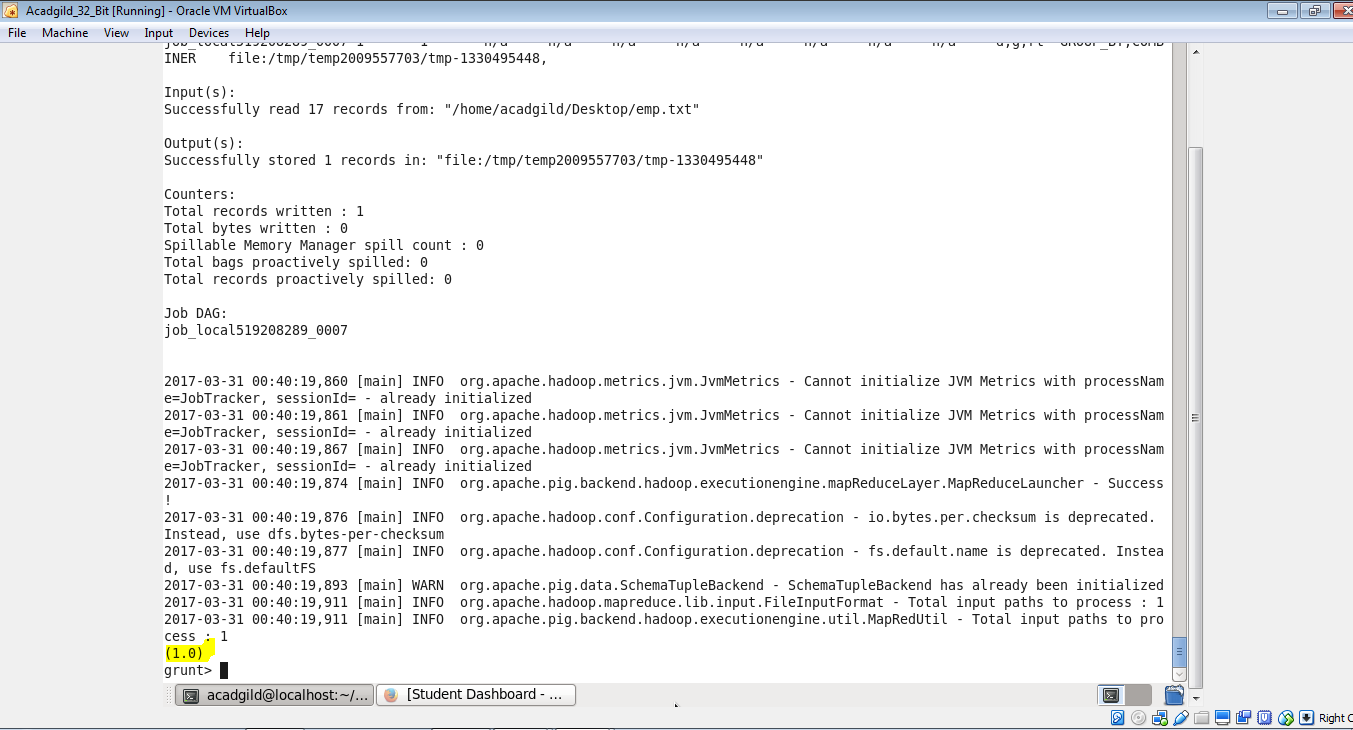 Acadgild_32_Bit [Running] - Oracle VM VirtualBox
File Machine View Input Devices Help
INER    file:/tmp/temp2009557703/tmp-1330495448,
Input(s):
Successfully read 17 records from: "/home/acadgild/Desktop/emp.txt"
Output(s):
Successfully stored 1 records in: "file:/tmp/temp2009557703/tmp-1330495448"
Counters:
Total records written : 1
Total bytes written : 0
Spillable Memory Manager spill count : 0
Total bags proactively spilled: 0
Total records proactively spilled: 0
Job DAG:
job_local519208289_0007
2017-03-31 00:40:19,860 [main] INFO  org.apache.hadoop.metrics.jvm.JvmMetrics - Cannot initialize JVM Metrics with processNam
e=JobTracker, sessionId= - already initialized
2017-03-31 00:40:19,861 [main] INFO  org.apache.hadoop.metrics.jvm.JvmMetrics - Cannot initialize JVM Metrics with processNam
e=JobTracker, sessionId= - already initialized
2017-03-31 00:40:19,867 [main] INFO  org.apache.hadoop.metrics.jvm.JvmMetrics - Cannot initialize JVM Metrics with processNam
e=JobTracker, sessionId= - already initialized
2017-03-31 00:40:19,874 [main] INFO  org.apache.pig.backend.hadoop.executionengine.mapReduceLayer.MapReduceLauncher - Success
!
2017-03-31 00:40:19,876 [main] INFO  org.apache.hadoop.conf.Configuration.deprecation - io.bytes.per.checksum is deprecated.
Instead, use dfs.bytes-per-checksum
2017-03-31 00:40:19,877 [main] INFO  org.apache.hadoop.conf.Configuration.deprecation - fs.default.name is deprecated. Instea
d, use fs.defaultFS
2017-03-31 00:40:19,893 [main] WARN  org.apache.pig.data.SchemaTupleBackend - SchemaTupleBackend has already been initialized
2017-03-31 00:40:19,911 [main] INFO  org.apache.hadoop.mapreduce.lib.input.FileInputFormat - Total input paths to process : 1
2017-03-31 00:40:19,911 [main] INFO  org.apache.pig.backend.hadoop.executionengine.util.MapRedUtil - Total input paths to pro
cess : 1
(1.0)
grunt>
acadgild@localhost:~/... [Student Dashboard - ...
Right C